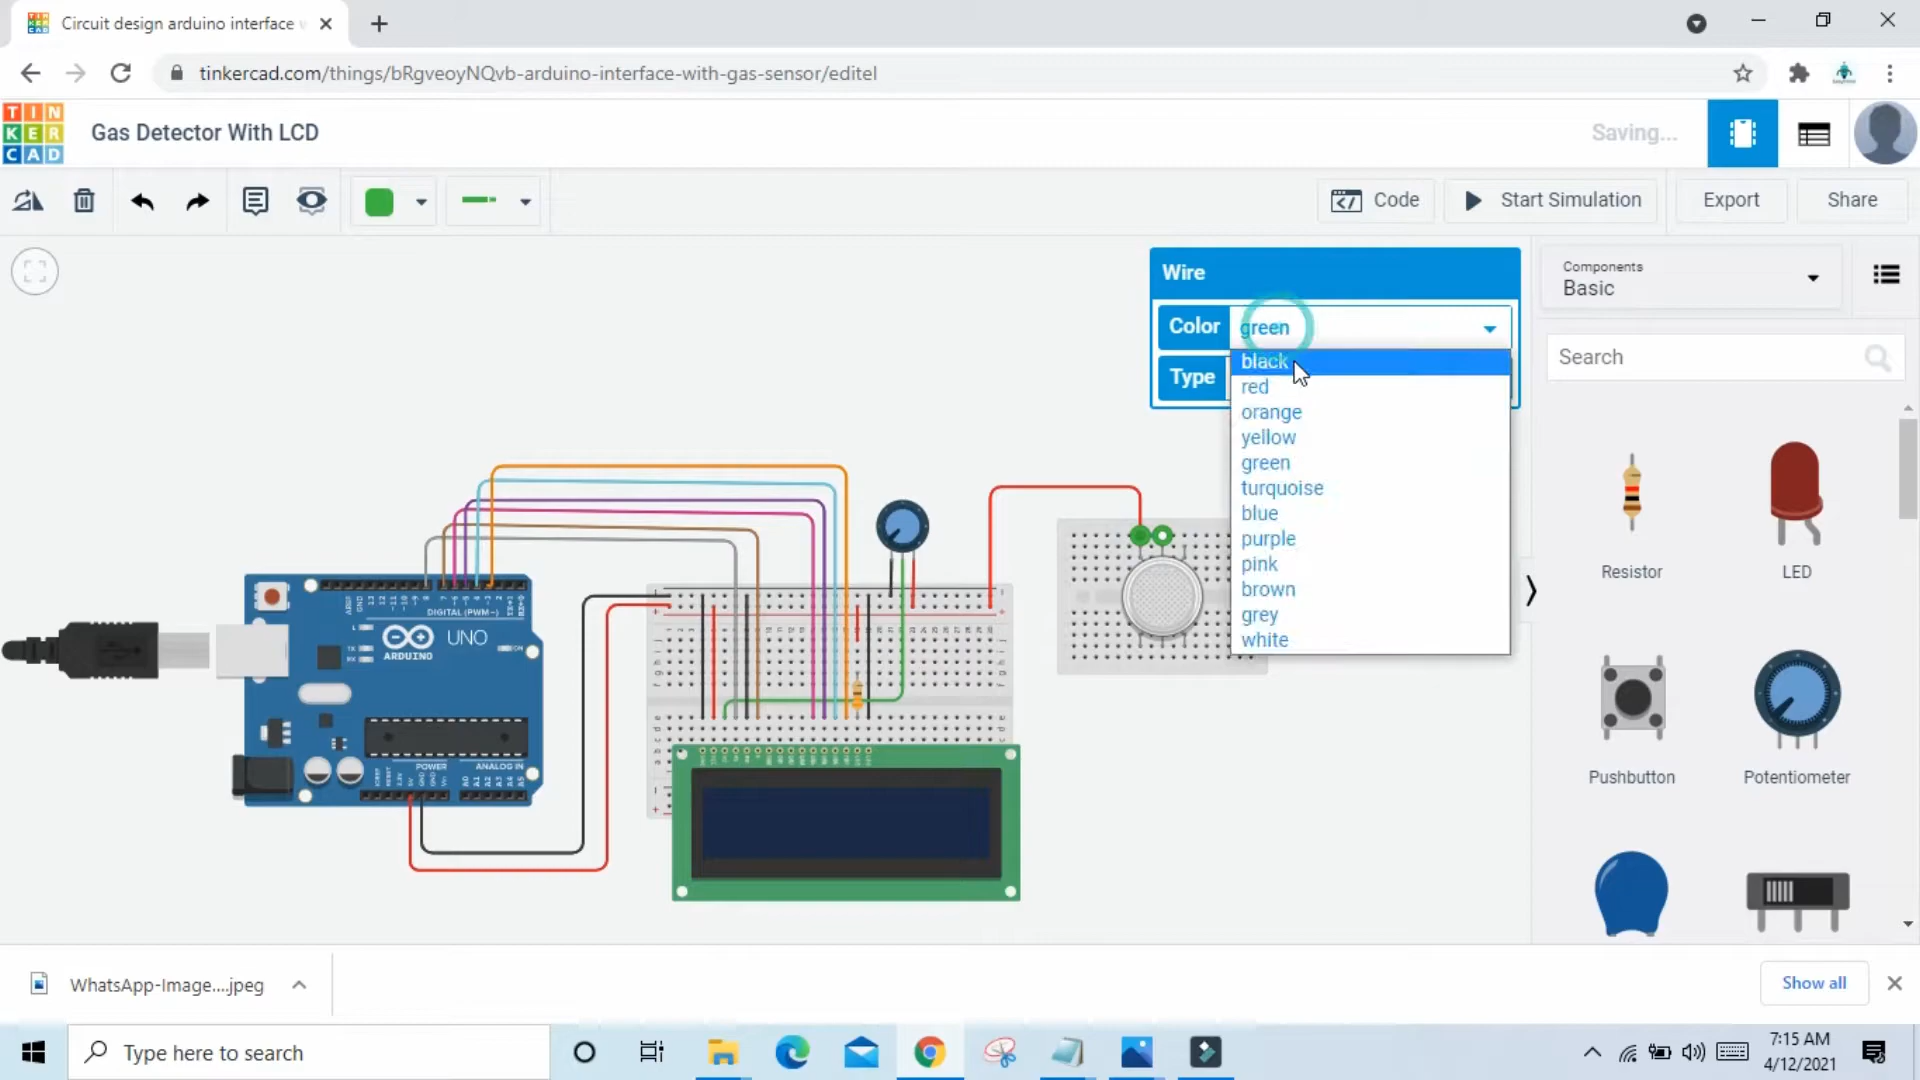 Circuit design arduino interface w
tinkercad.com/things/bRgveoyNQvb-arduino-interface-with-gas-sensor/editel
TIN
KER
CAD
Gas Detector With LCD
Saving...
Code
Start Simulation
Export
Share
Wire
Color
green
Type
black
red
orange
yellow
green
turquoise
blue
purple
pink
brown
grey
white
Components
Basic
Search
Resistor
LED
Pushbutton
Potentiometer
DIGITAL (PWM~)
UNO
ARDUINO
POWER
ANALOG IN
WhatsApp-Image....jpeg
Show all
Type here to search
7:15 AM
4/12/2021